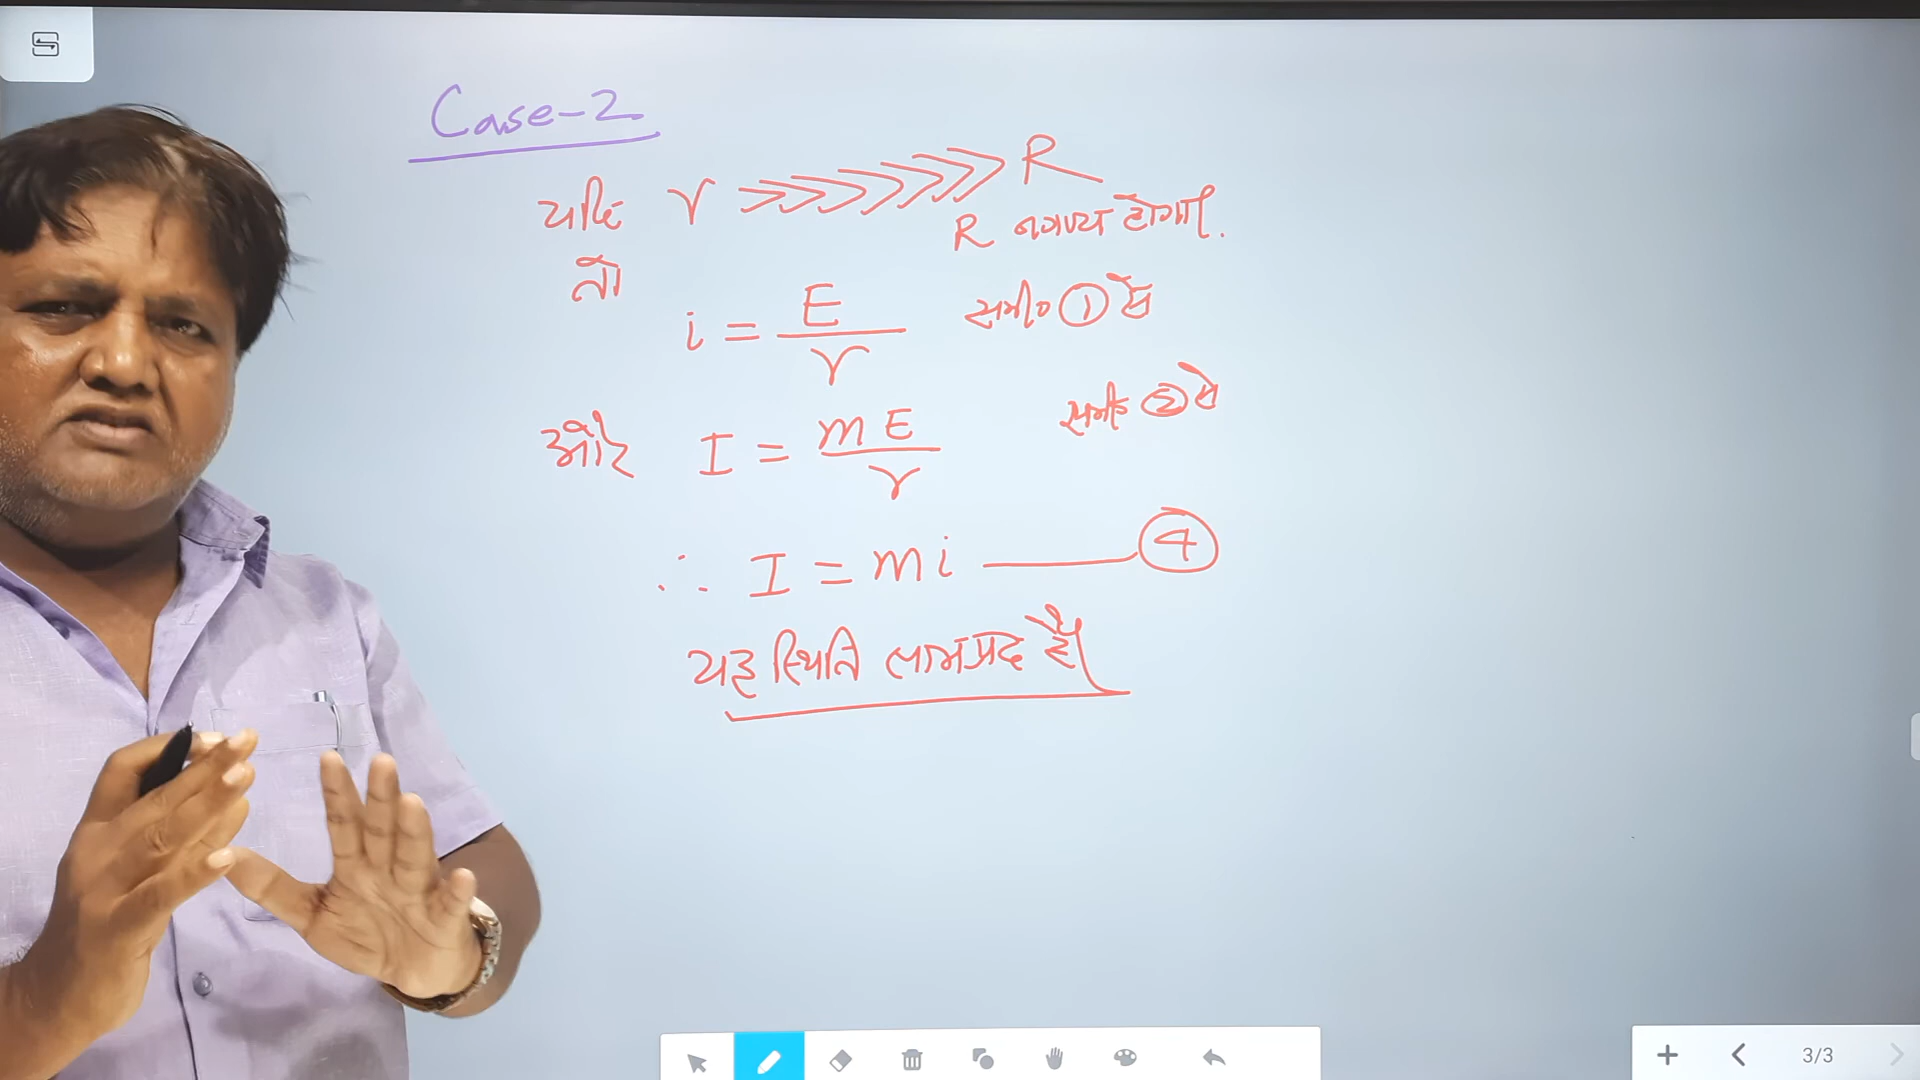 Case-2
यदि r >>>>>>> R
R नगण्य होगा.
तो
i = E/r समी० ① से
और I = mE/r समी० ② से
∴ I = mi —— ④
यह स्थिति लाभप्रद है।
3/3